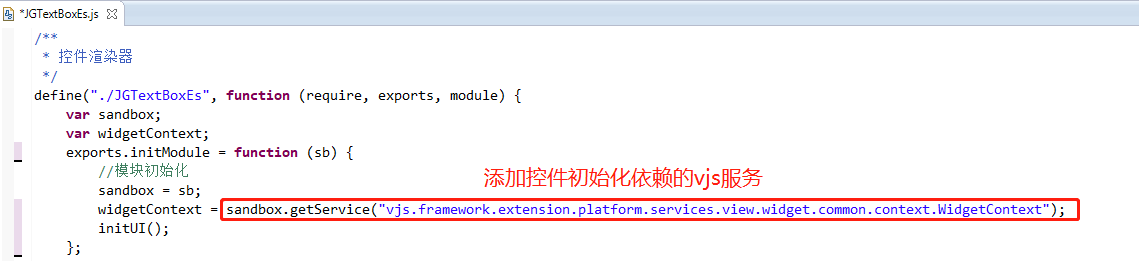 *JGTextBoxEs.js
/**
 * 控件渲染器
 */
define("./JGTextBoxEs", function (require, exports, module) {
    var sandbox;
    var widgetContext;
    exports.initModule = function (sb) {
        //模块初始化
添加控件初始化依赖的vjs服务
        sandbox = sb;
        widgetContext = sandbox.getService("vjs.framework.extension.platform.services.view.widget.common.context.WidgetContext");
        initUI();
    };